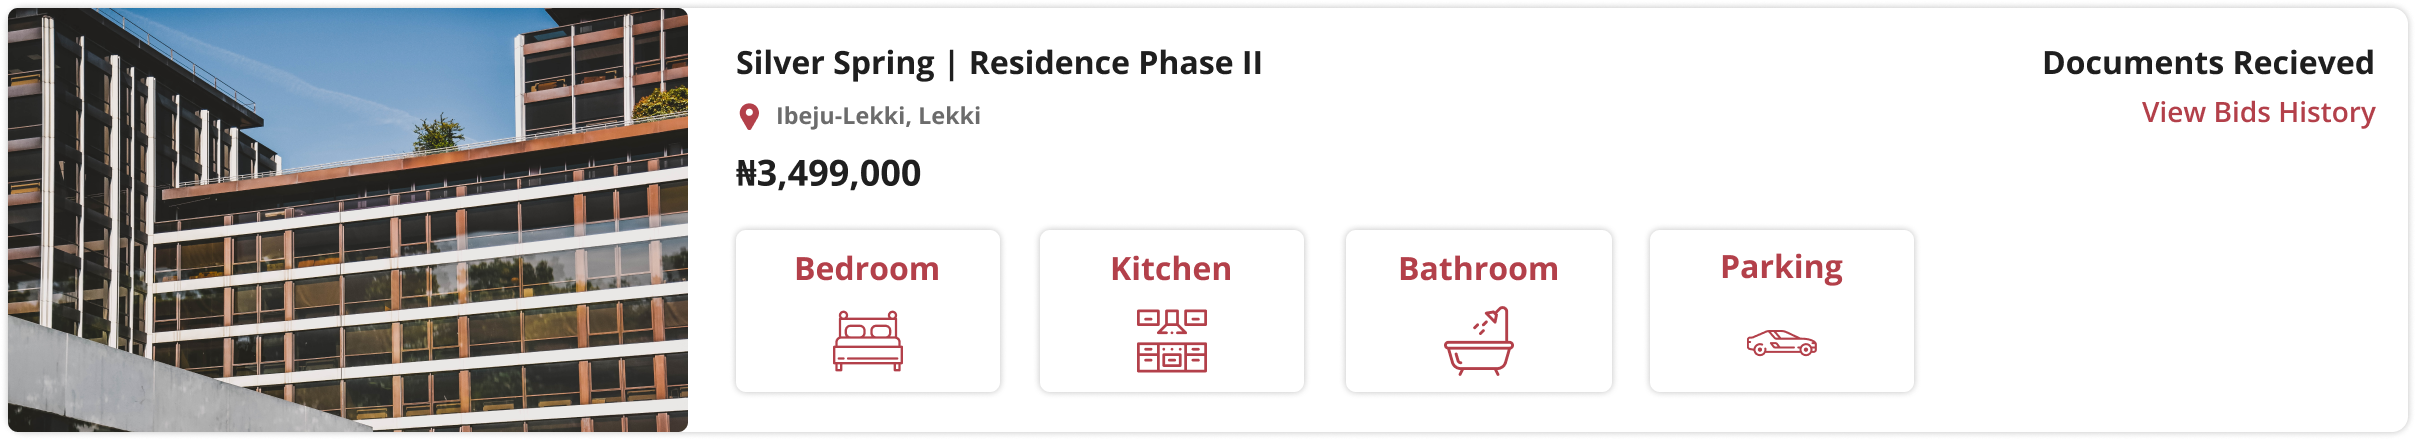 Silver Spring | Residence Phase II
Ibeju-Lekki, Lekki
₦3,499,000
Documents Recieved
View Bids History
Bedroom
Kitchen
Bathroom
Parking